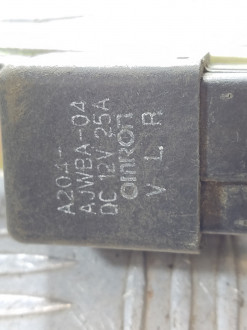 A204-
AJWBA-04
DC 12V 25A
OMRON
V L R